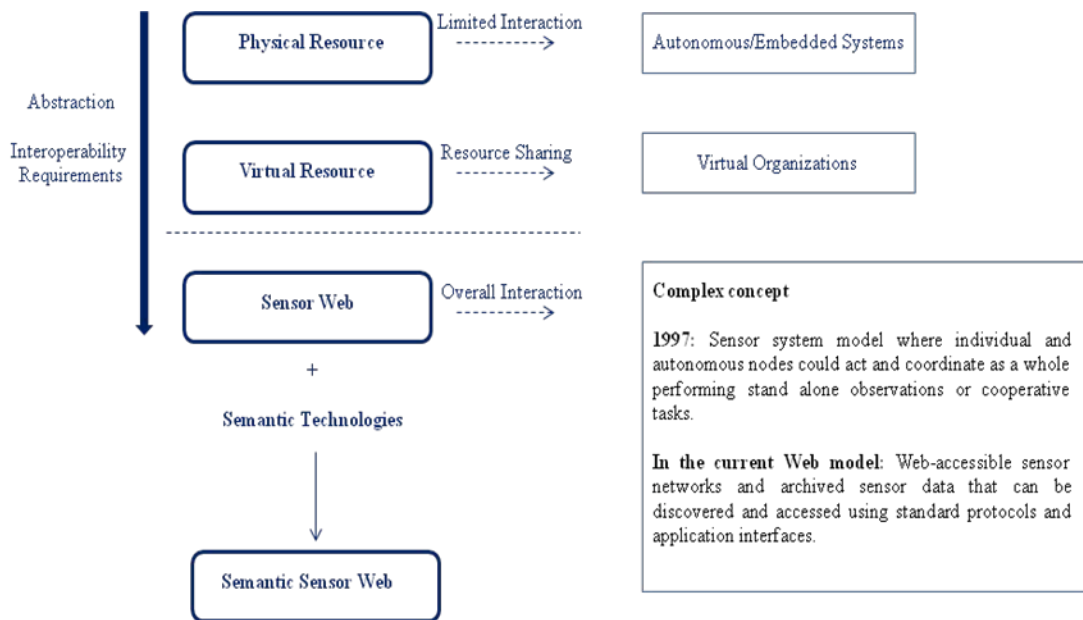 Limited Interaction
Physical Resource
Autonomous/Embedded Systems
Abstraction
Interoperability
Requirements
Resource Sharing
Virtual Resource
Virtual Organizations
Sensor Web
Overall Interaction
Complex concept
1997: Sensor system model where individual and
autonomous nodes could act and coordinate as a whole
performing stand alone observations or cooperative
tasks.
In the current Web model: Web-accessible sensor
networks and archived sensor data that can be
discovered and accessed using standard protocols and
application interfaces.
+
Semantic Technologies
Semantic Sensor Web